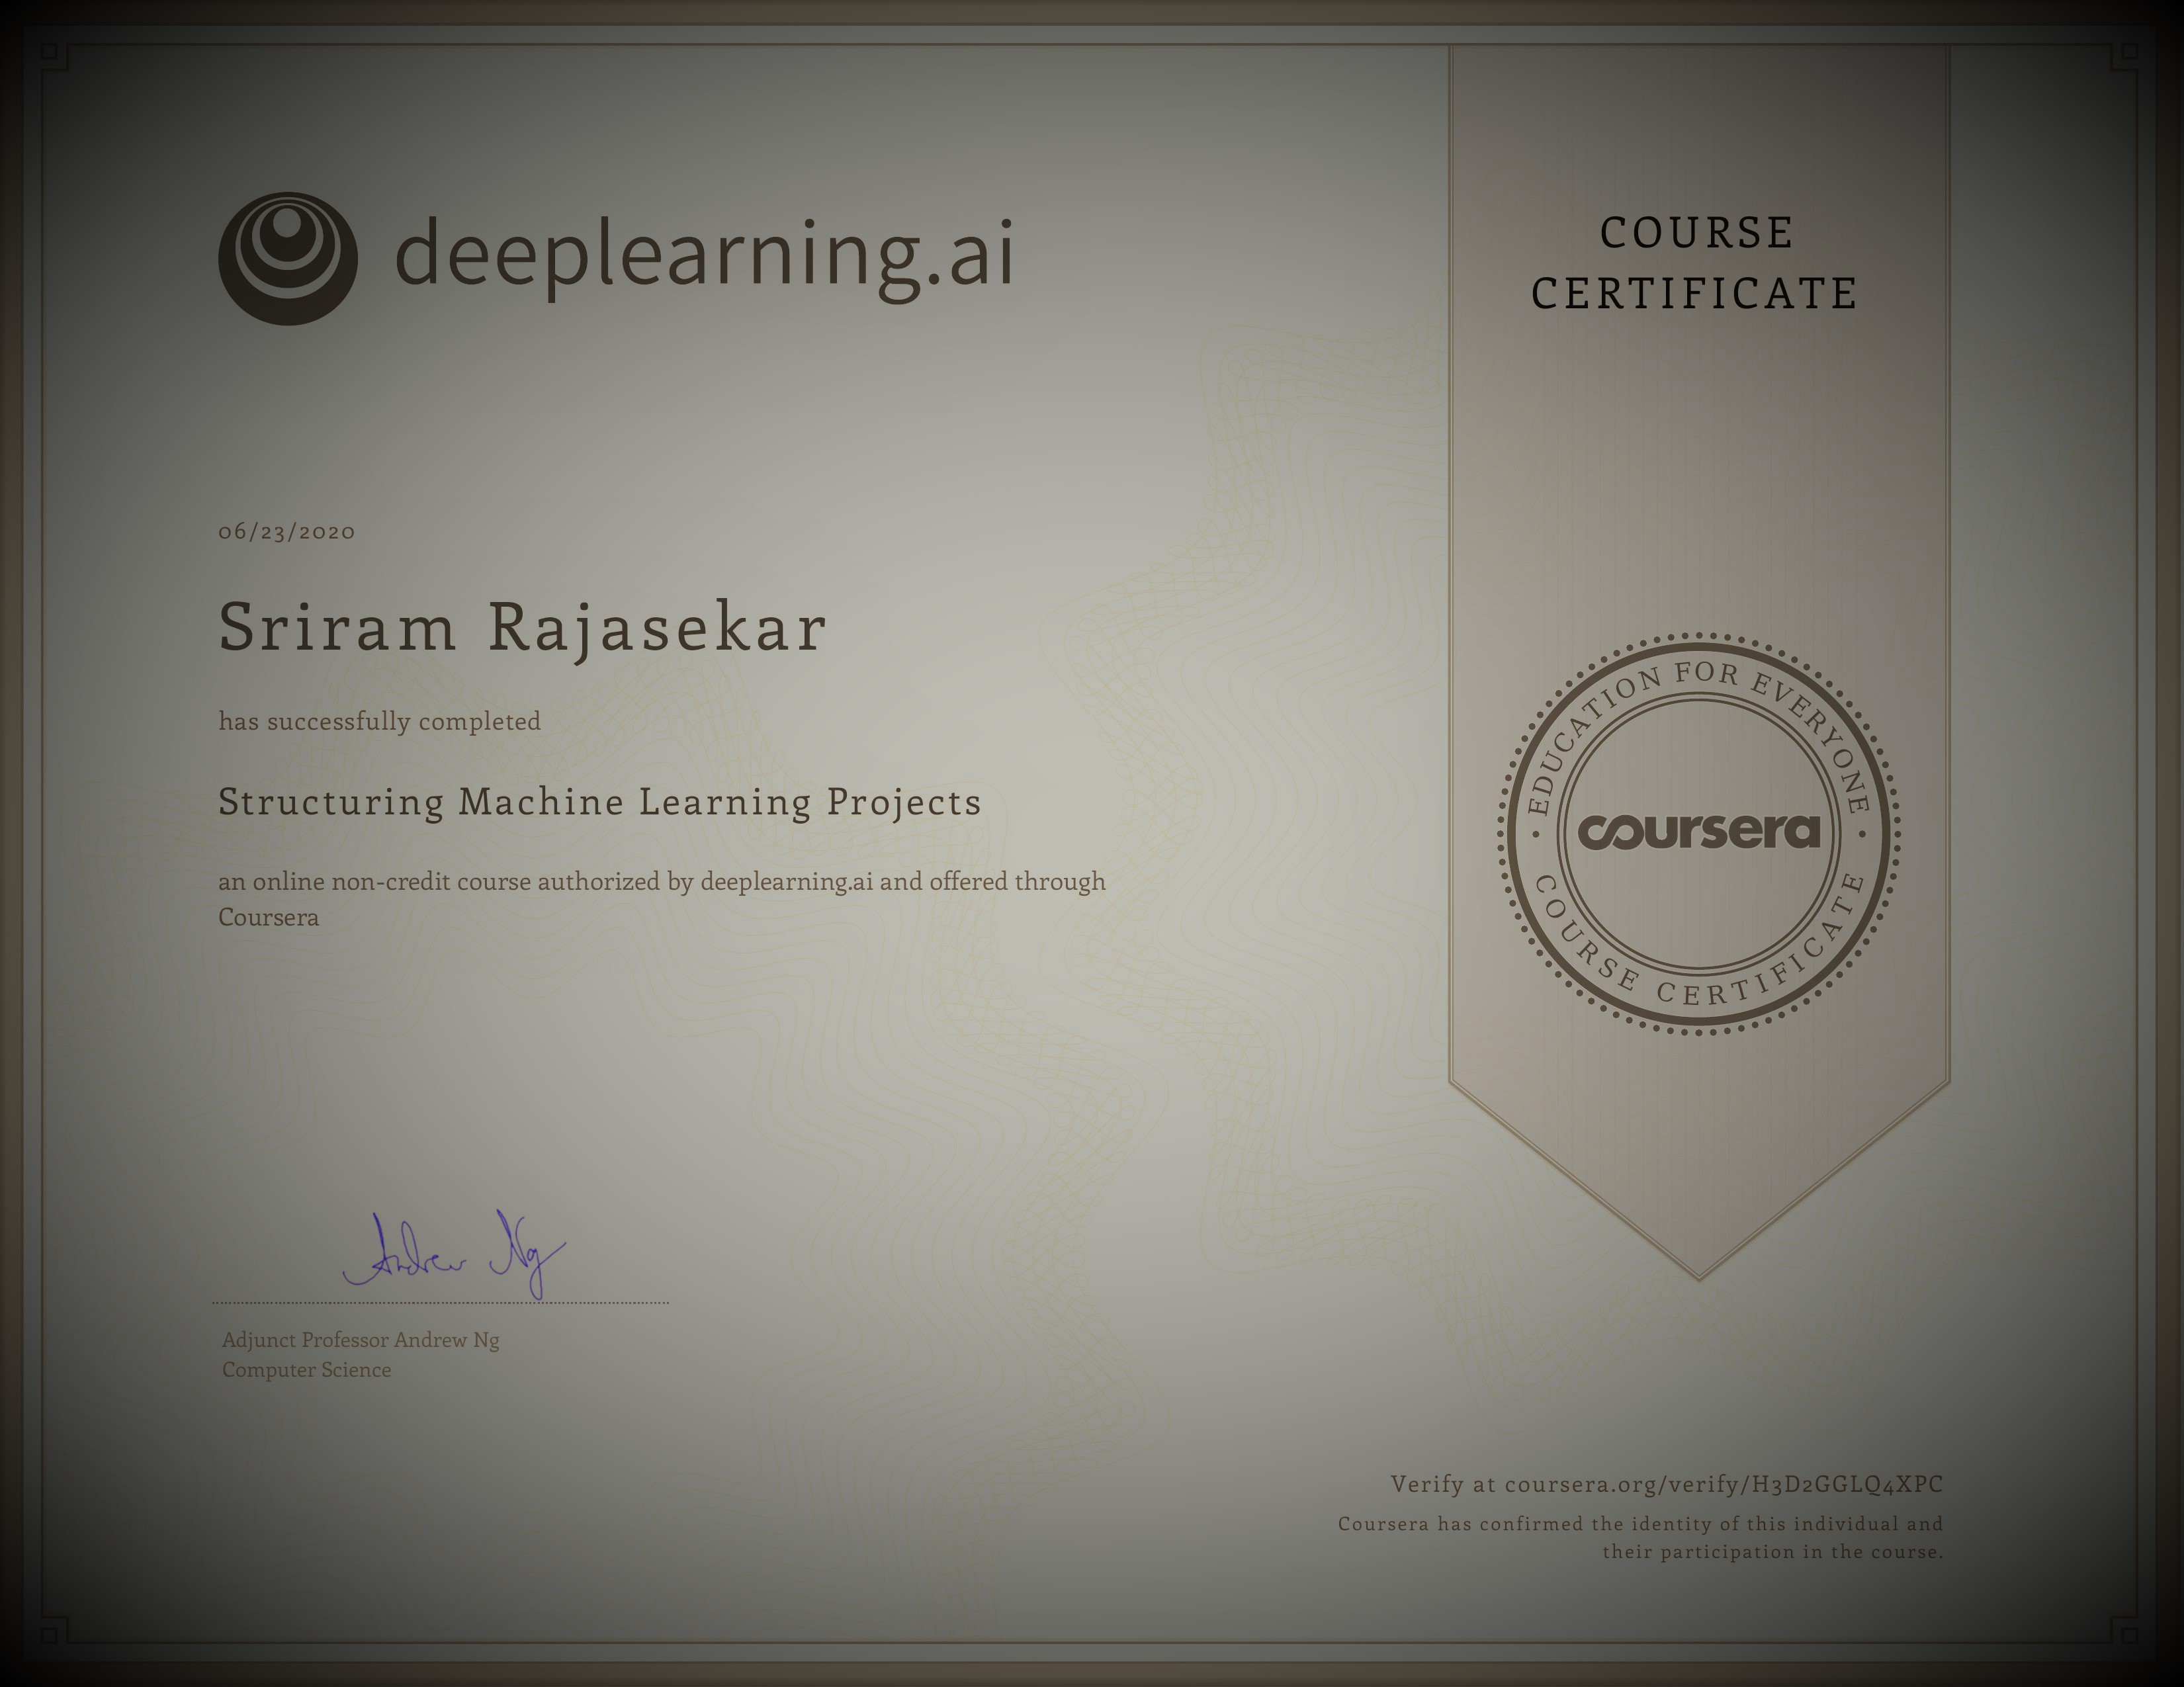 deeplearning.ai
COURSE
CERTIFICATE
06/23/2020
Sriram Rajasekar
has successfully completed
Structuring Machine Learning Projects
an online non-credit course authorized by deeplearning.ai and offered through
Coursera
EDUCATION FOR EVERYONE
coursera
COURSE CERTIFICATE
Andrew Ng
Adjunct Professor Andrew Ng
Computer Science
Verify at coursera.org/verify/H3D2GGLQ4XPC
Coursera has confirmed the identity of this individual and
their participation in the course.